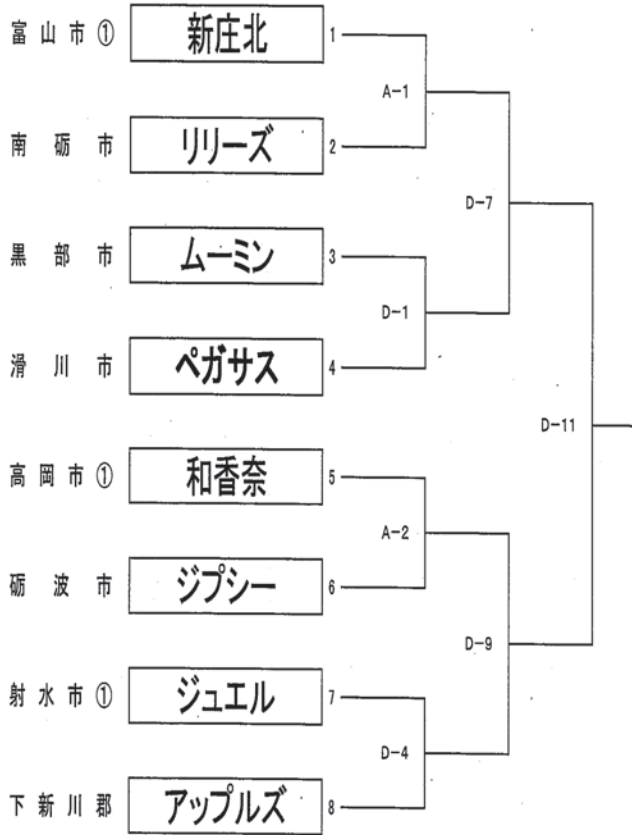 富山市① 新庄北 1
A-1
南砺市 リリーズ 2
D-7
黒部市 ムーミン 3
D-1
滑川市 ペガサス 4
D-11
高岡市① 和香奈 5
A-2
砺波市 ジプシー 6
D-9
射水市① ジュエル 7
D-4
下新川郡 アップルズ 8